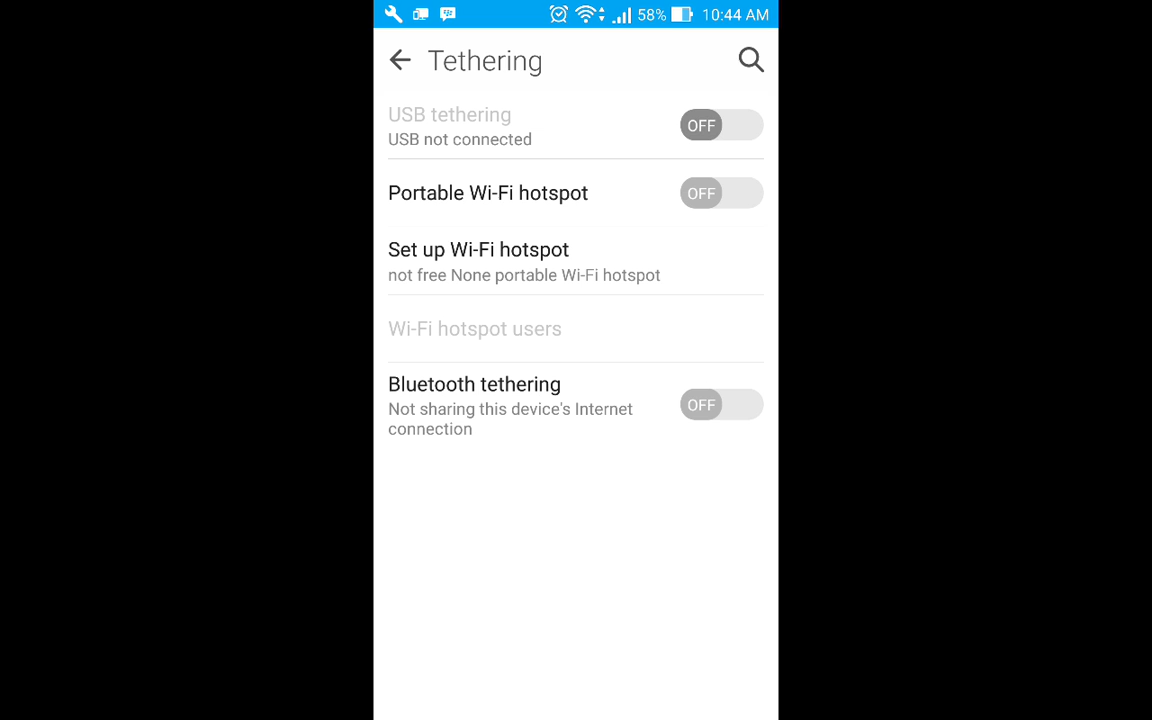 58% 10:44 AM
Tethering
USB tethering
OFF
USB not connected
Portable Wi-Fi hotspot
OFF
Set up Wi-Fi hotspot
not free None portable Wi-Fi hotspot
Wi-Fi hotspot users
Bluetooth tethering
OFF
Not sharing this device's Internet
connection